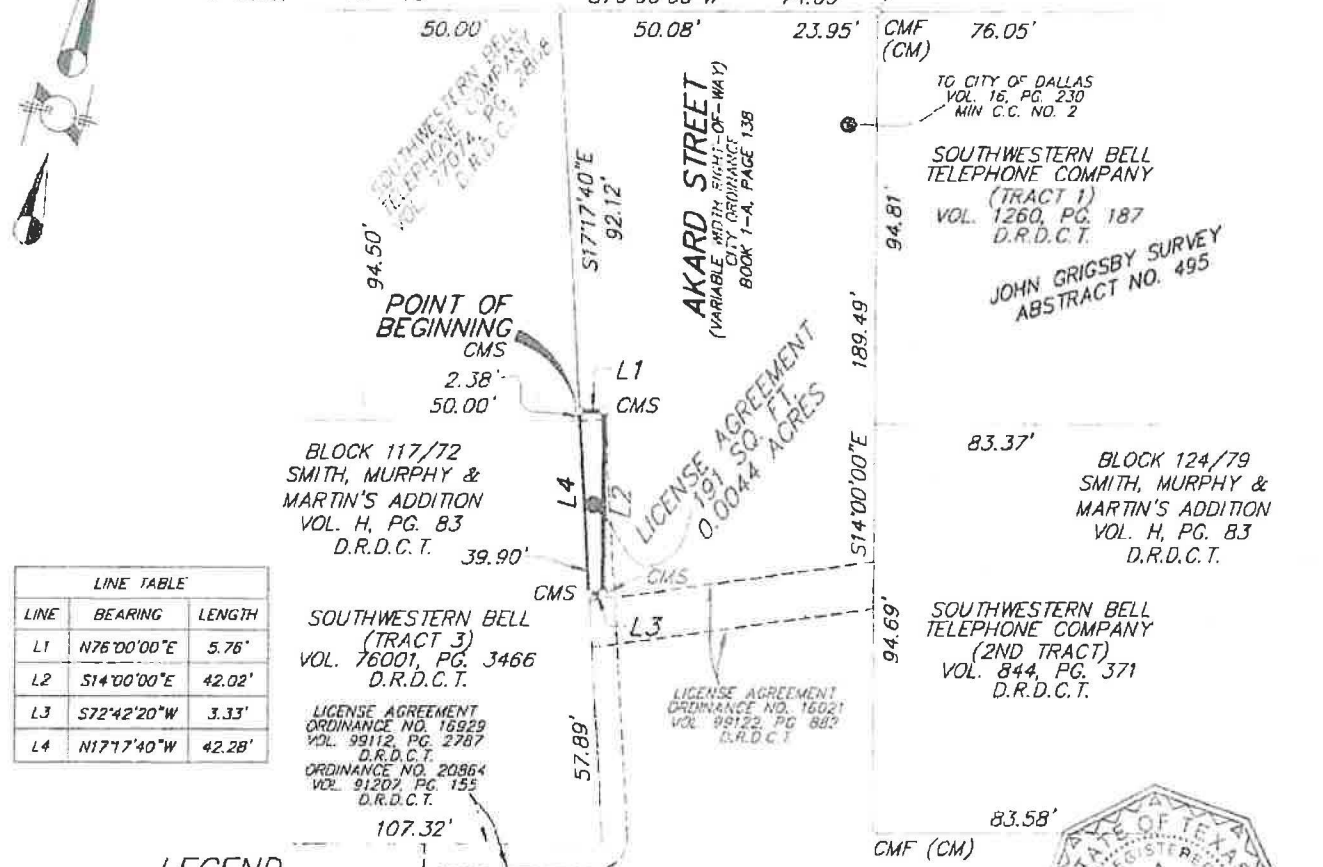 50.00'
50.08'
23.95'
CMF
(CM)
76.05'
TO CITY OF DALLAS
VOL. 16, PG. 230
MIN C.C. NO. 2
SOUTHWESTERN BELL
TELEPHONE COMPANY
VOL. PG. 2808
D.R.D.C.T.
S17°17'40"E
92.12'
AKARD STREET
(VARIABLE WIDTH RIGHT-OF-WAY)
CITY ORDINANCE
BOOK 1-A, PAGE 138
SOUTHWESTERN BELL
TELEPHONE COMPANY
(TRACT 1)
VOL. 1260, PG. 187
D.R.D.C.T.
94.81'
94.50'
JOHN GRIGSBY SURVEY
ABSTRACT NO. 495
POINT OF
BEGINNING
CMS
2.38'
50.00'
L1
CMS
189.49'
LICENSE AGREEMENT
191 SQ. FT.
0.0044 ACRES
S14°00'00"E
83.37'
BLOCK 117/72
SMITH, MURPHY &
MARTIN'S ADDITION
VOL. H, PG. 83
D.R.D.C.T.
L4
L2
BLOCK 124/79
SMITH, MURPHY &
MARTIN'S ADDITION
VOL. H, PG. 83
D.R.D.C.T.
39.90'
CMS
CMS
L3
LINE TABLE
LINE BEARING LENGTH
L1 N76°00'00"E 5.76'
L2 S14°00'00"E 42.02'
L3 S72°42'20"W 3.33'
L4 N17°17'40"W 42.28'
SOUTHWESTERN BELL
(TRACT 3)
VOL. 76001, PG. 3466
D.R.D.C.T.
94.69'
SOUTHWESTERN BELL
TELEPHONE COMPANY
(2ND TRACT)
VOL. 844, PG. 371
D.R.D.C.T.
LICENSE AGREEMENT
ORDINANCE NO. 16021
VOL. 99122, PG. 883
D.R.D.C.T.
LICENSE AGREEMENT
ORDINANCE NO. 16929
VOL. 99112, PG. 2787
D.R.D.C.T.
ORDINANCE NO. 20864
VOL. 91207, PG. 155
D.R.D.C.T.
57.89'
107.32'
83.58'
CMF (CM)
LEGEND
STATE OF TEXAS